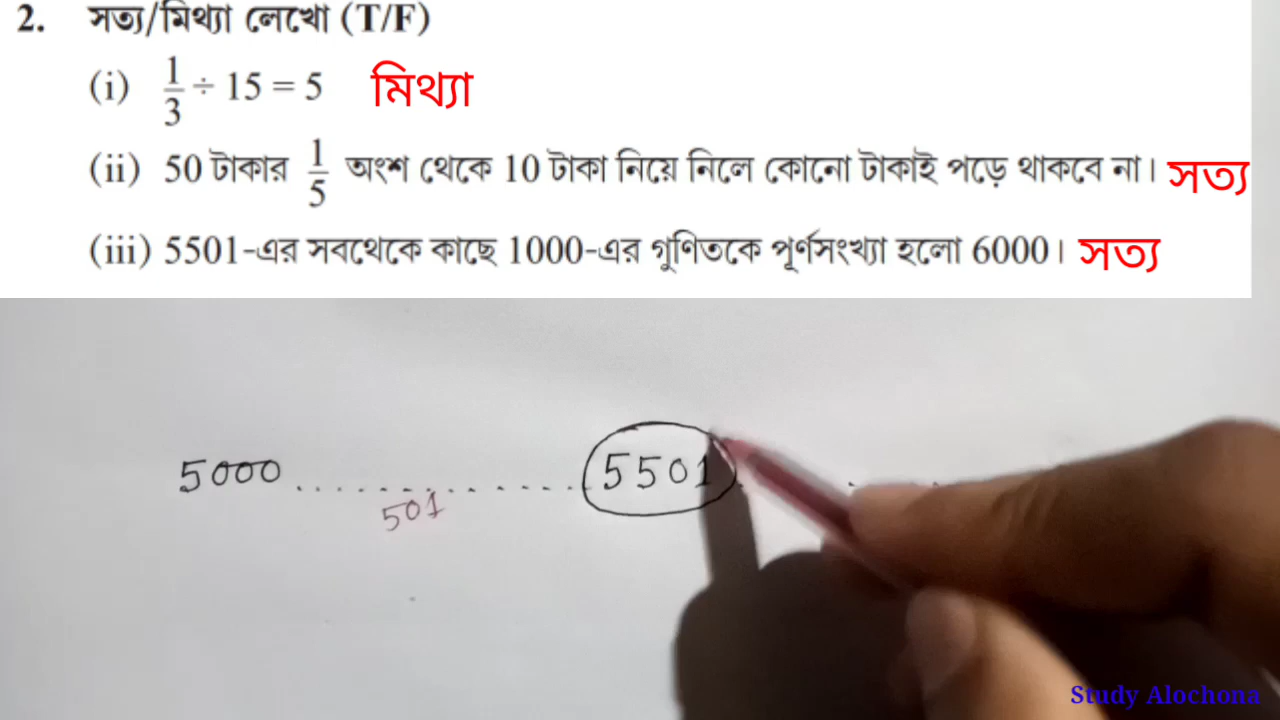 2. সত্য/মিথ্যা লেখো (T/F)
(i) 1/3 ÷ 15 = 5 মিথ্যা
(ii) 50 টাকার 1/5 অংশ থেকে 10 টাকা নিয়ে নিলে কোনো টাকাই পড়ে থাকবে না। সত্য
(iii) 5501-এর সবথেকে কাছে 1000-এর গুণিতকে পূর্ণসংখ্যা হলো 6000। সত্য
5000 .............. 5501
501
Study Alochona